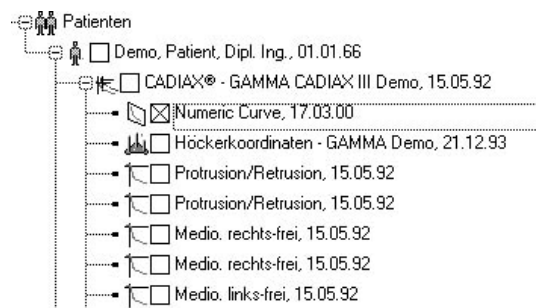 Patienten
Demo, Patient, Dipl. Ing., 01.01.66
CADIAX® - GAMMA CADIAX III Demo, 15.05.92
Numeric Curve, 17.03.00
Höckerkoordinaten - GAMMA Demo, 21.12.93
Protrusion/Retrusion, 15.05.92
Protrusion/Retrusion, 15.05.92
Medio. rechts-frei, 15.05.92
Medio. rechts-frei, 15.05.92
Medio. links-frei, 15.05.92